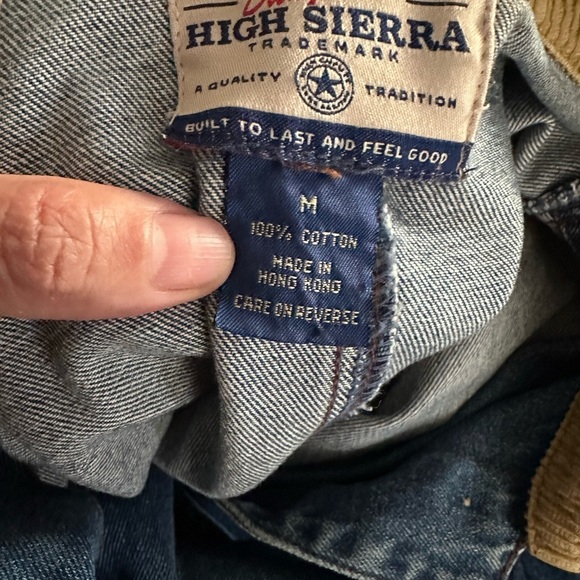 HIGH SIERRA
TRADEMARK
A QUALITY TRADITION
BUILT TO LAST AND FEEL GOOD
M
100% COTTON
MADE IN
HONG KONG
CARE ON REVERSE